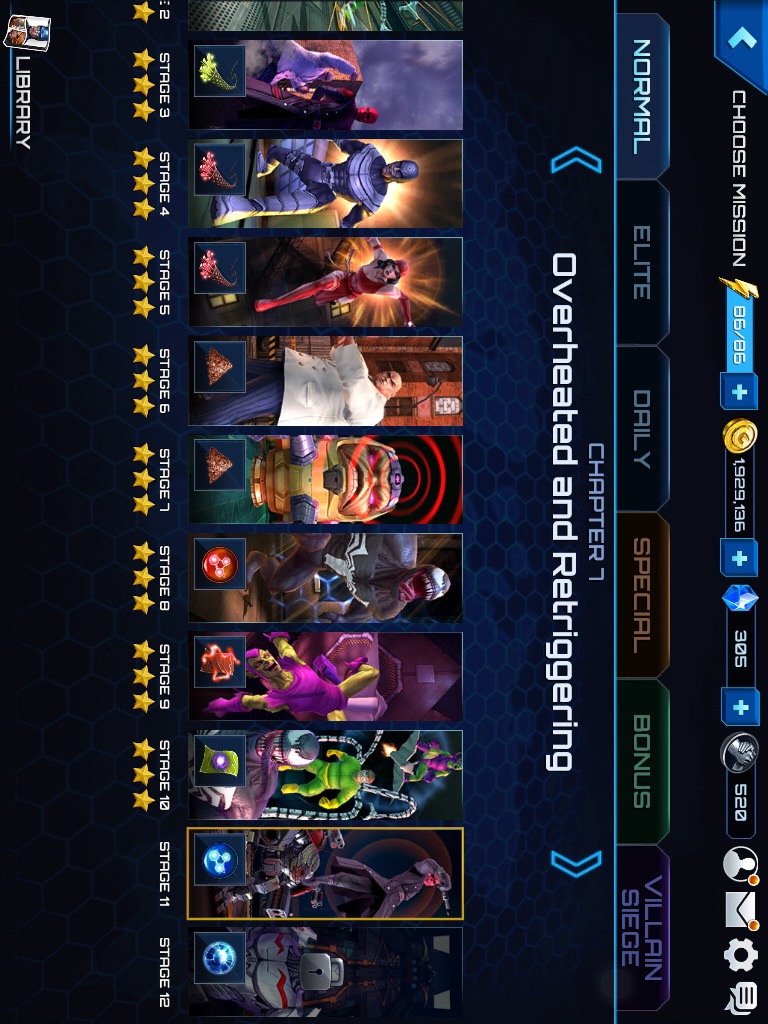 CHOOSE MISSION
86/86
1,929,136
305
520
NORMAL
ELITE
DAILY
SPECIAL
BONUS
VILLAIN
SIEGE
CHAPTER 7
Overheated and Retriggering
: 2
STAGE 3
STAGE 4
STAGE 5
STAGE 6
STAGE 7
STAGE 8
STAGE 9
STAGE 10
STAGE 11
STAGE 12
LIBRARY